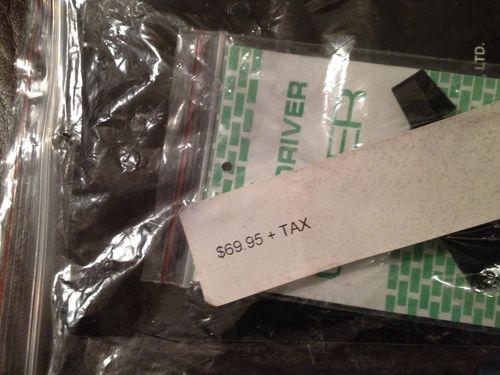 $69.95 + TAX
DRIVER
LTD.